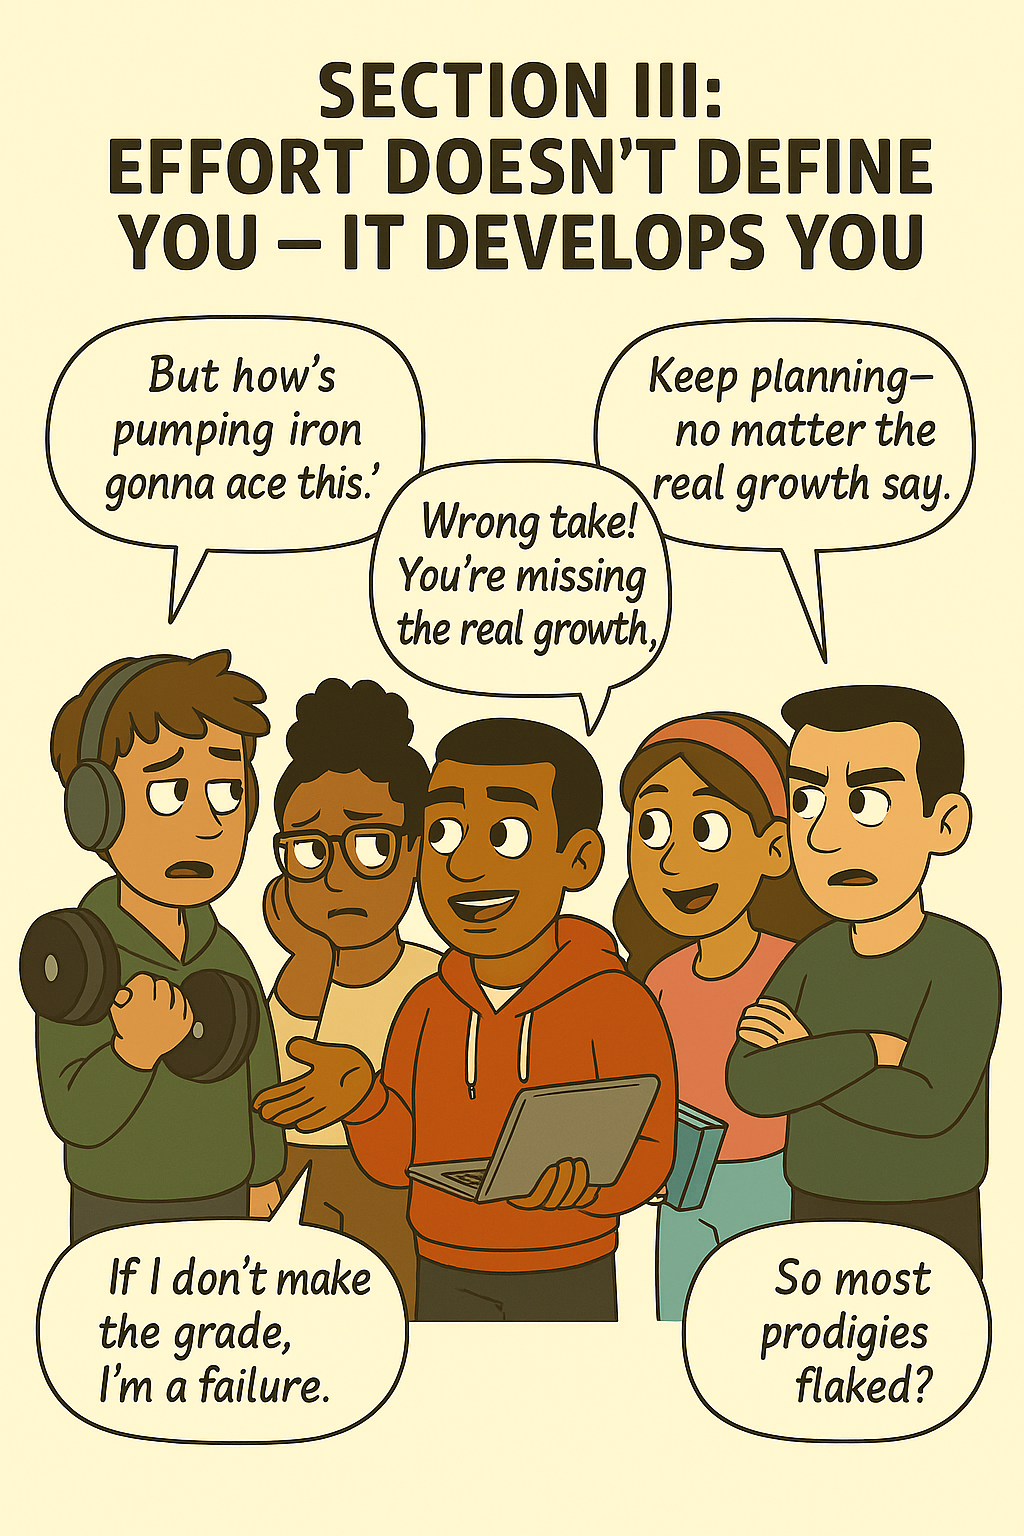 SECTION III:
EFFORT DOESN'T DEFINE
YOU – IT DEVELOPS YOU
But how's
pumping iron
gonna ace this.'
Keep planning–
no matter the
real growth say.
Wrong take!
You're missing
the real growth,
If I don't make
the grade,
I'm a failure.
So most
prodigies
flaked?